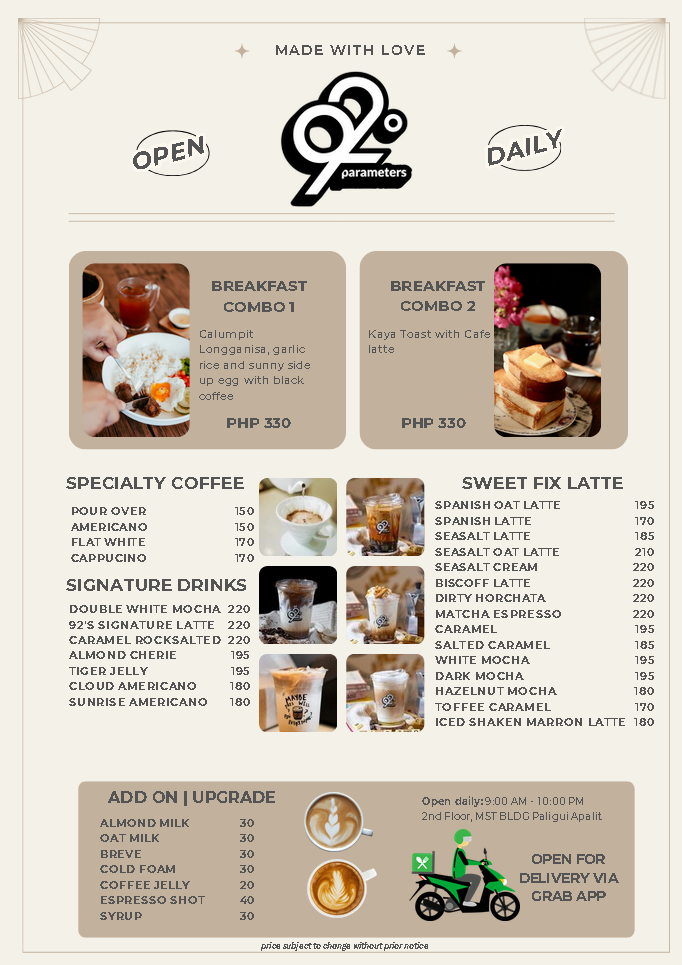 MADE WITH LOVE
OPEN
DAILY
92°
parameters
BREAKFAST
COMBO 1
Calumpit
Longganisa, garlic
rice and sunny side
up egg with black
coffee
PHP 330
BREAKFAST
COMBO 2
Kaya Toast with Cafe
latte
PHP 330
SPECIALTY COFFEE
POUR OVER 150
AMERICANO 150
FLAT WHITE 170
CAPPUCINO 170
SIGNATURE DRINKS
DOUBLE WHITE MOCHA 220
92'S SIGNATURE LATTE 220
CARAMEL ROCKSALTED 220
ALMOND CHERIE 195
TIGER JELLY 195
CLOUD AMERICANO 180
SUNRISE AMERICANO 180
SWEET FIX LATTE
SPANISH OAT LATTE 195
SPANISH LATTE 170
SEASALT LATTE 185
SEASALT OAT LATTE 210
SEASALT CREAM 220
BISCOFF LATTE 220
DIRTY HORCHATA 220
MATCHA ESPRESSO 220
CARAMEL 195
SALTED CARAMEL 185
WHITE MOCHA 195
DARK MOCHA 195
HAZELNUT MOCHA 180
TOFFEE CARAMEL 170
ICED SHAKEN MARRON LATTE 180
ADD ON | UPGRADE
ALMOND MILK 30
OAT MILK 30
BREVE 30
COLD FOAM 30
COFFEE JELLY 20
ESPRESSO SHOT 40
SYRUP 30
Open daily:9:00 AM - 10:00 PM
2nd Floor, MST BLDG Paligui Apalit
OPEN FOR
DELIVERY VIA
GRAB APP
price subject to change without prior notice